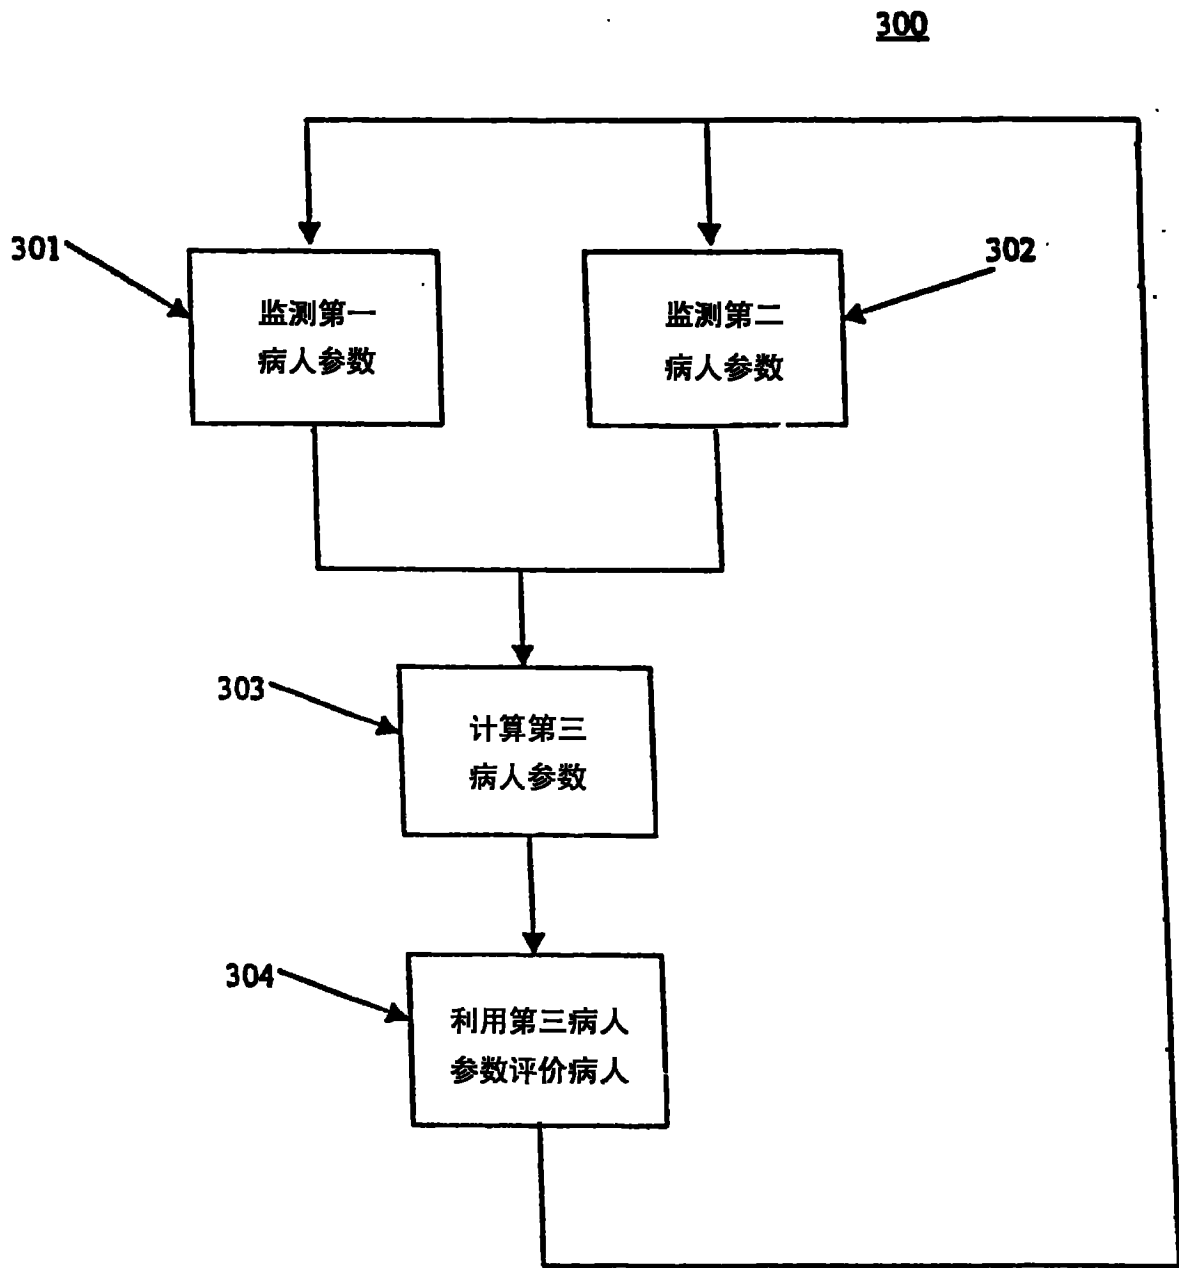 300
301
监测第一
病人参数
302
监测第二
病人参数
303
计算第三
病人参数
304
利用第三病人
参数评价病人